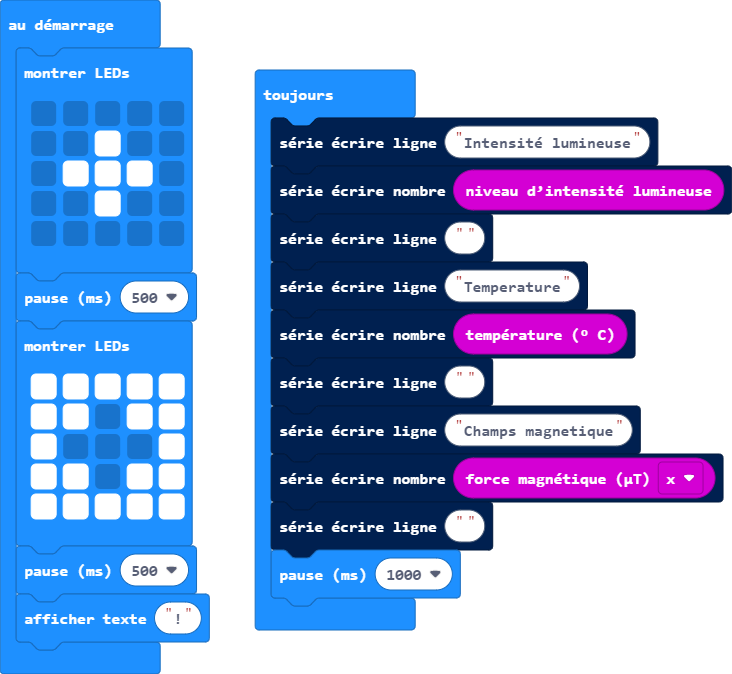 au démarrage
montrer LEDs
pause (ms) 500
montrer LEDs
pause (ms) 500
afficher texte "!"
toujours
série écrire ligne "Intensité lumineuse"
série écrire nombre niveau d’intensité lumineuse
série écrire ligne " "
série écrire ligne "Temperature"
série écrire nombre température (º C)
série écrire ligne " "
série écrire ligne "Champs magnetique"
série écrire nombre force magnétique (µT) x
série écrire ligne " "
pause (ms) 1000